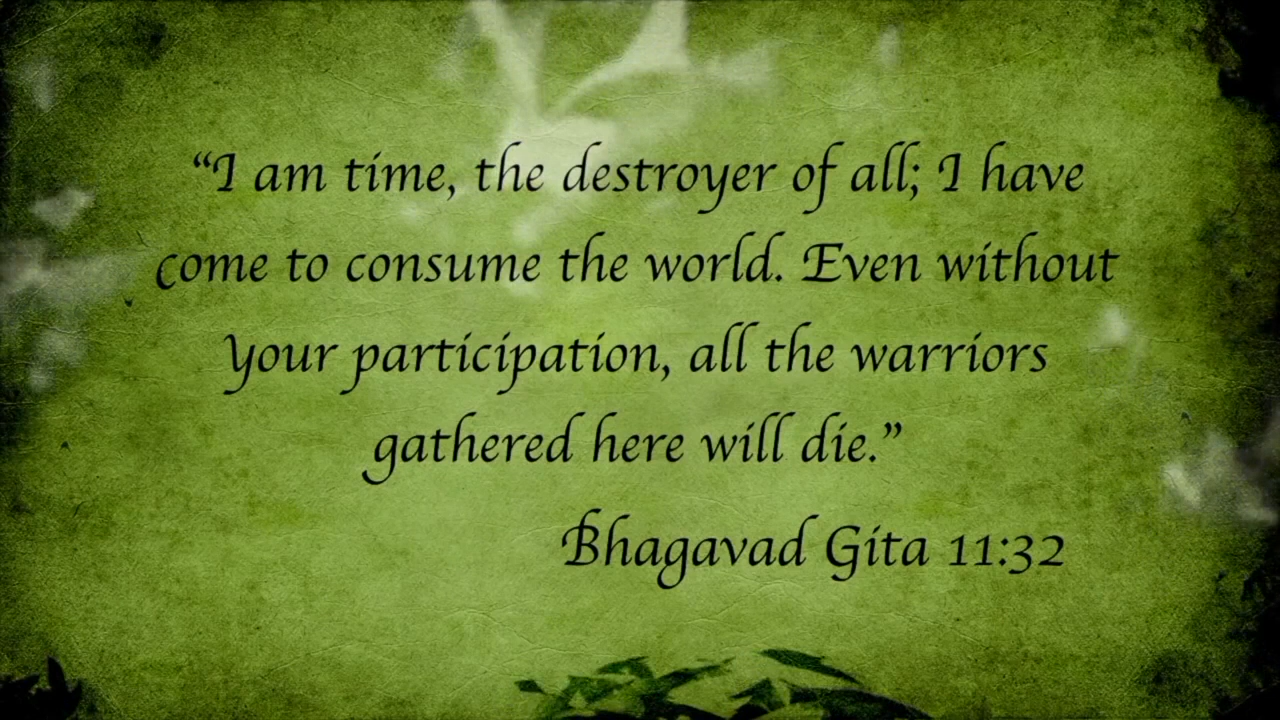 “I am time, the destroyer of all; I have
come to consume the world. Even without
your participation, all the warriors
gathered here will die.”
Bhagavad Gita 11:32